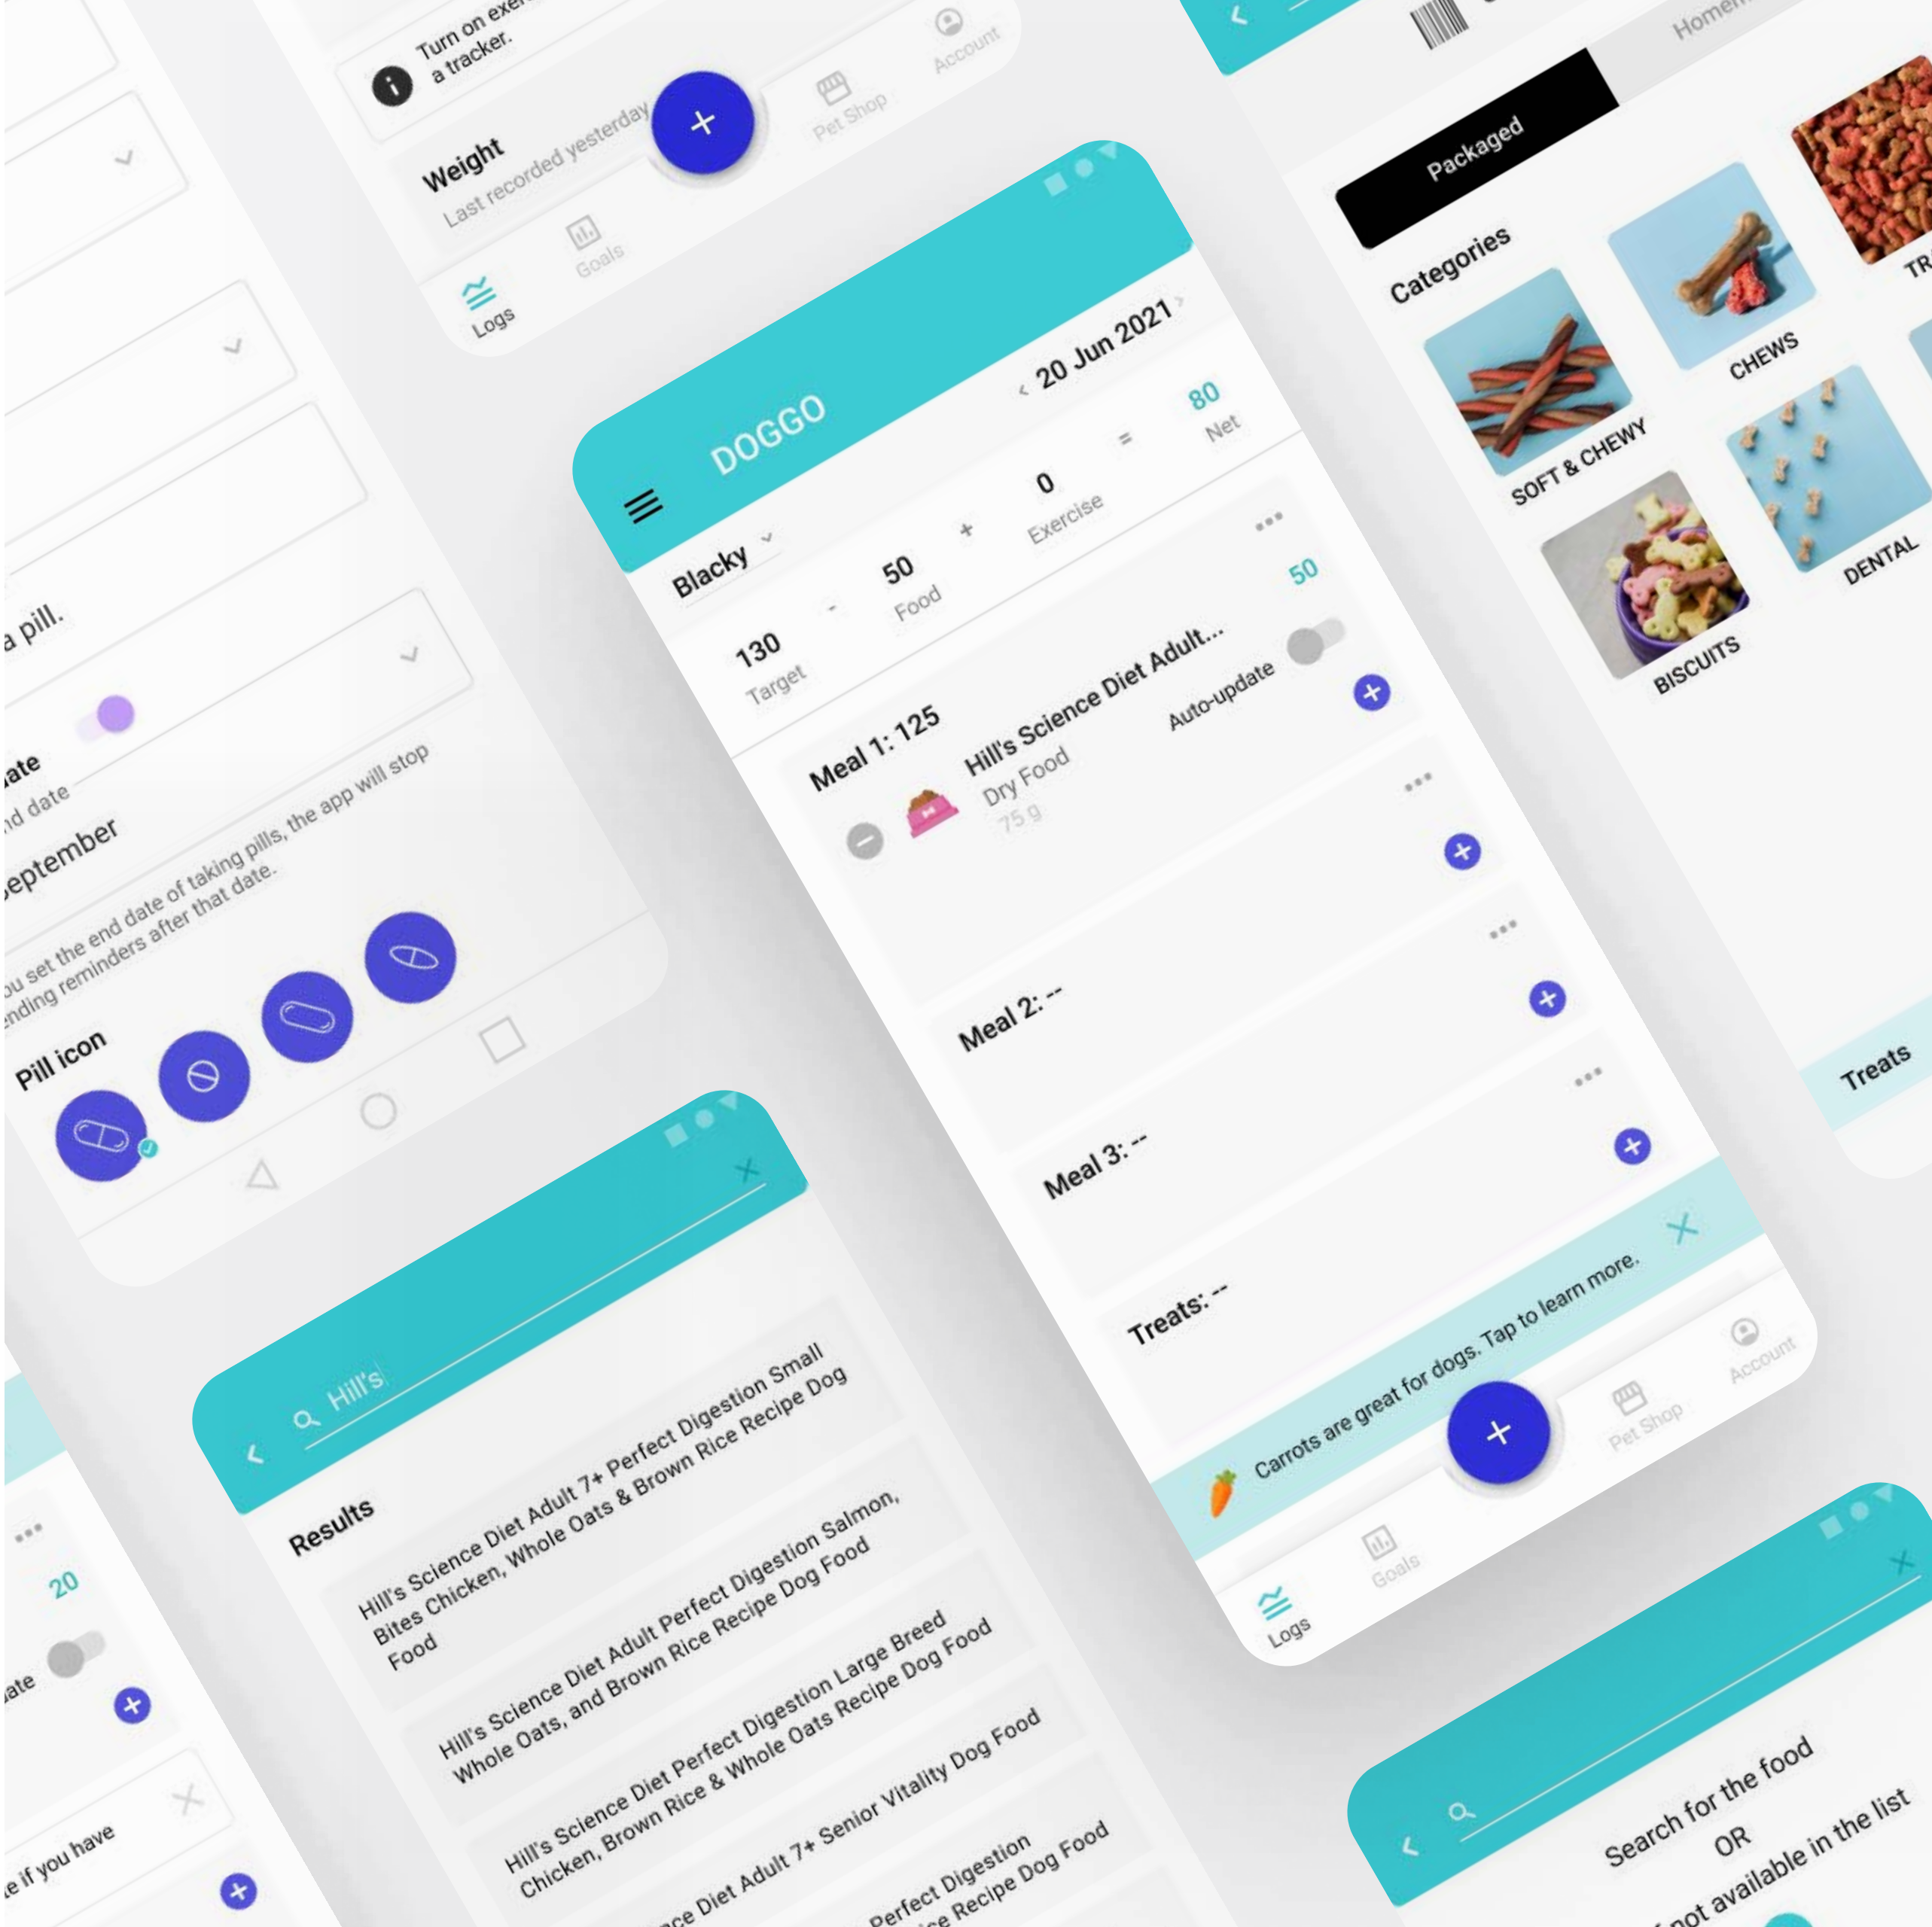 Turn on
a tracker.
Weight
Last recorded yesterday
Logs
Goals
Pet Shop
Account
Packaged
Categories
SOFT & CHEWY
CHEWS
BISCUITS
DENTAL
Treats
DOGGO
Blacky
20 Jun 2021
130 - 50 + 0 = 80
Target Food Exercise Net
Meal 1: 125
50
Hill's Science Diet Adult...
Dry Food
75 g
Auto-update
Meal 2: --
Meal 3: --
Treats: --
Carrots are great for dogs. Tap to learn more.
Logs
Goals
Pet Shop
Account
a pill.
date
September
set the end date of taking pills, the app will stop
reminders after that date.
Pill icon
Hill's
Results
Hill's Science Diet Adult 7+ Perfect Digestion Small
Bites Chicken, Whole Oats & Brown Rice Recipe Dog
Food
Hill's Science Diet Adult Perfect Digestion Salmon,
Whole Oats, and Brown Rice Recipe Dog Food
Hill's Science Diet Perfect Digestion Large Breed
Chicken, Brown Rice & Whole Oats Recipe Dog Food
Diet Adult 7+ Senior Vitality Dog Food
Perfect Digestion
Recipe Dog Food
20
if you have
Search for the food
OR
not available in the list